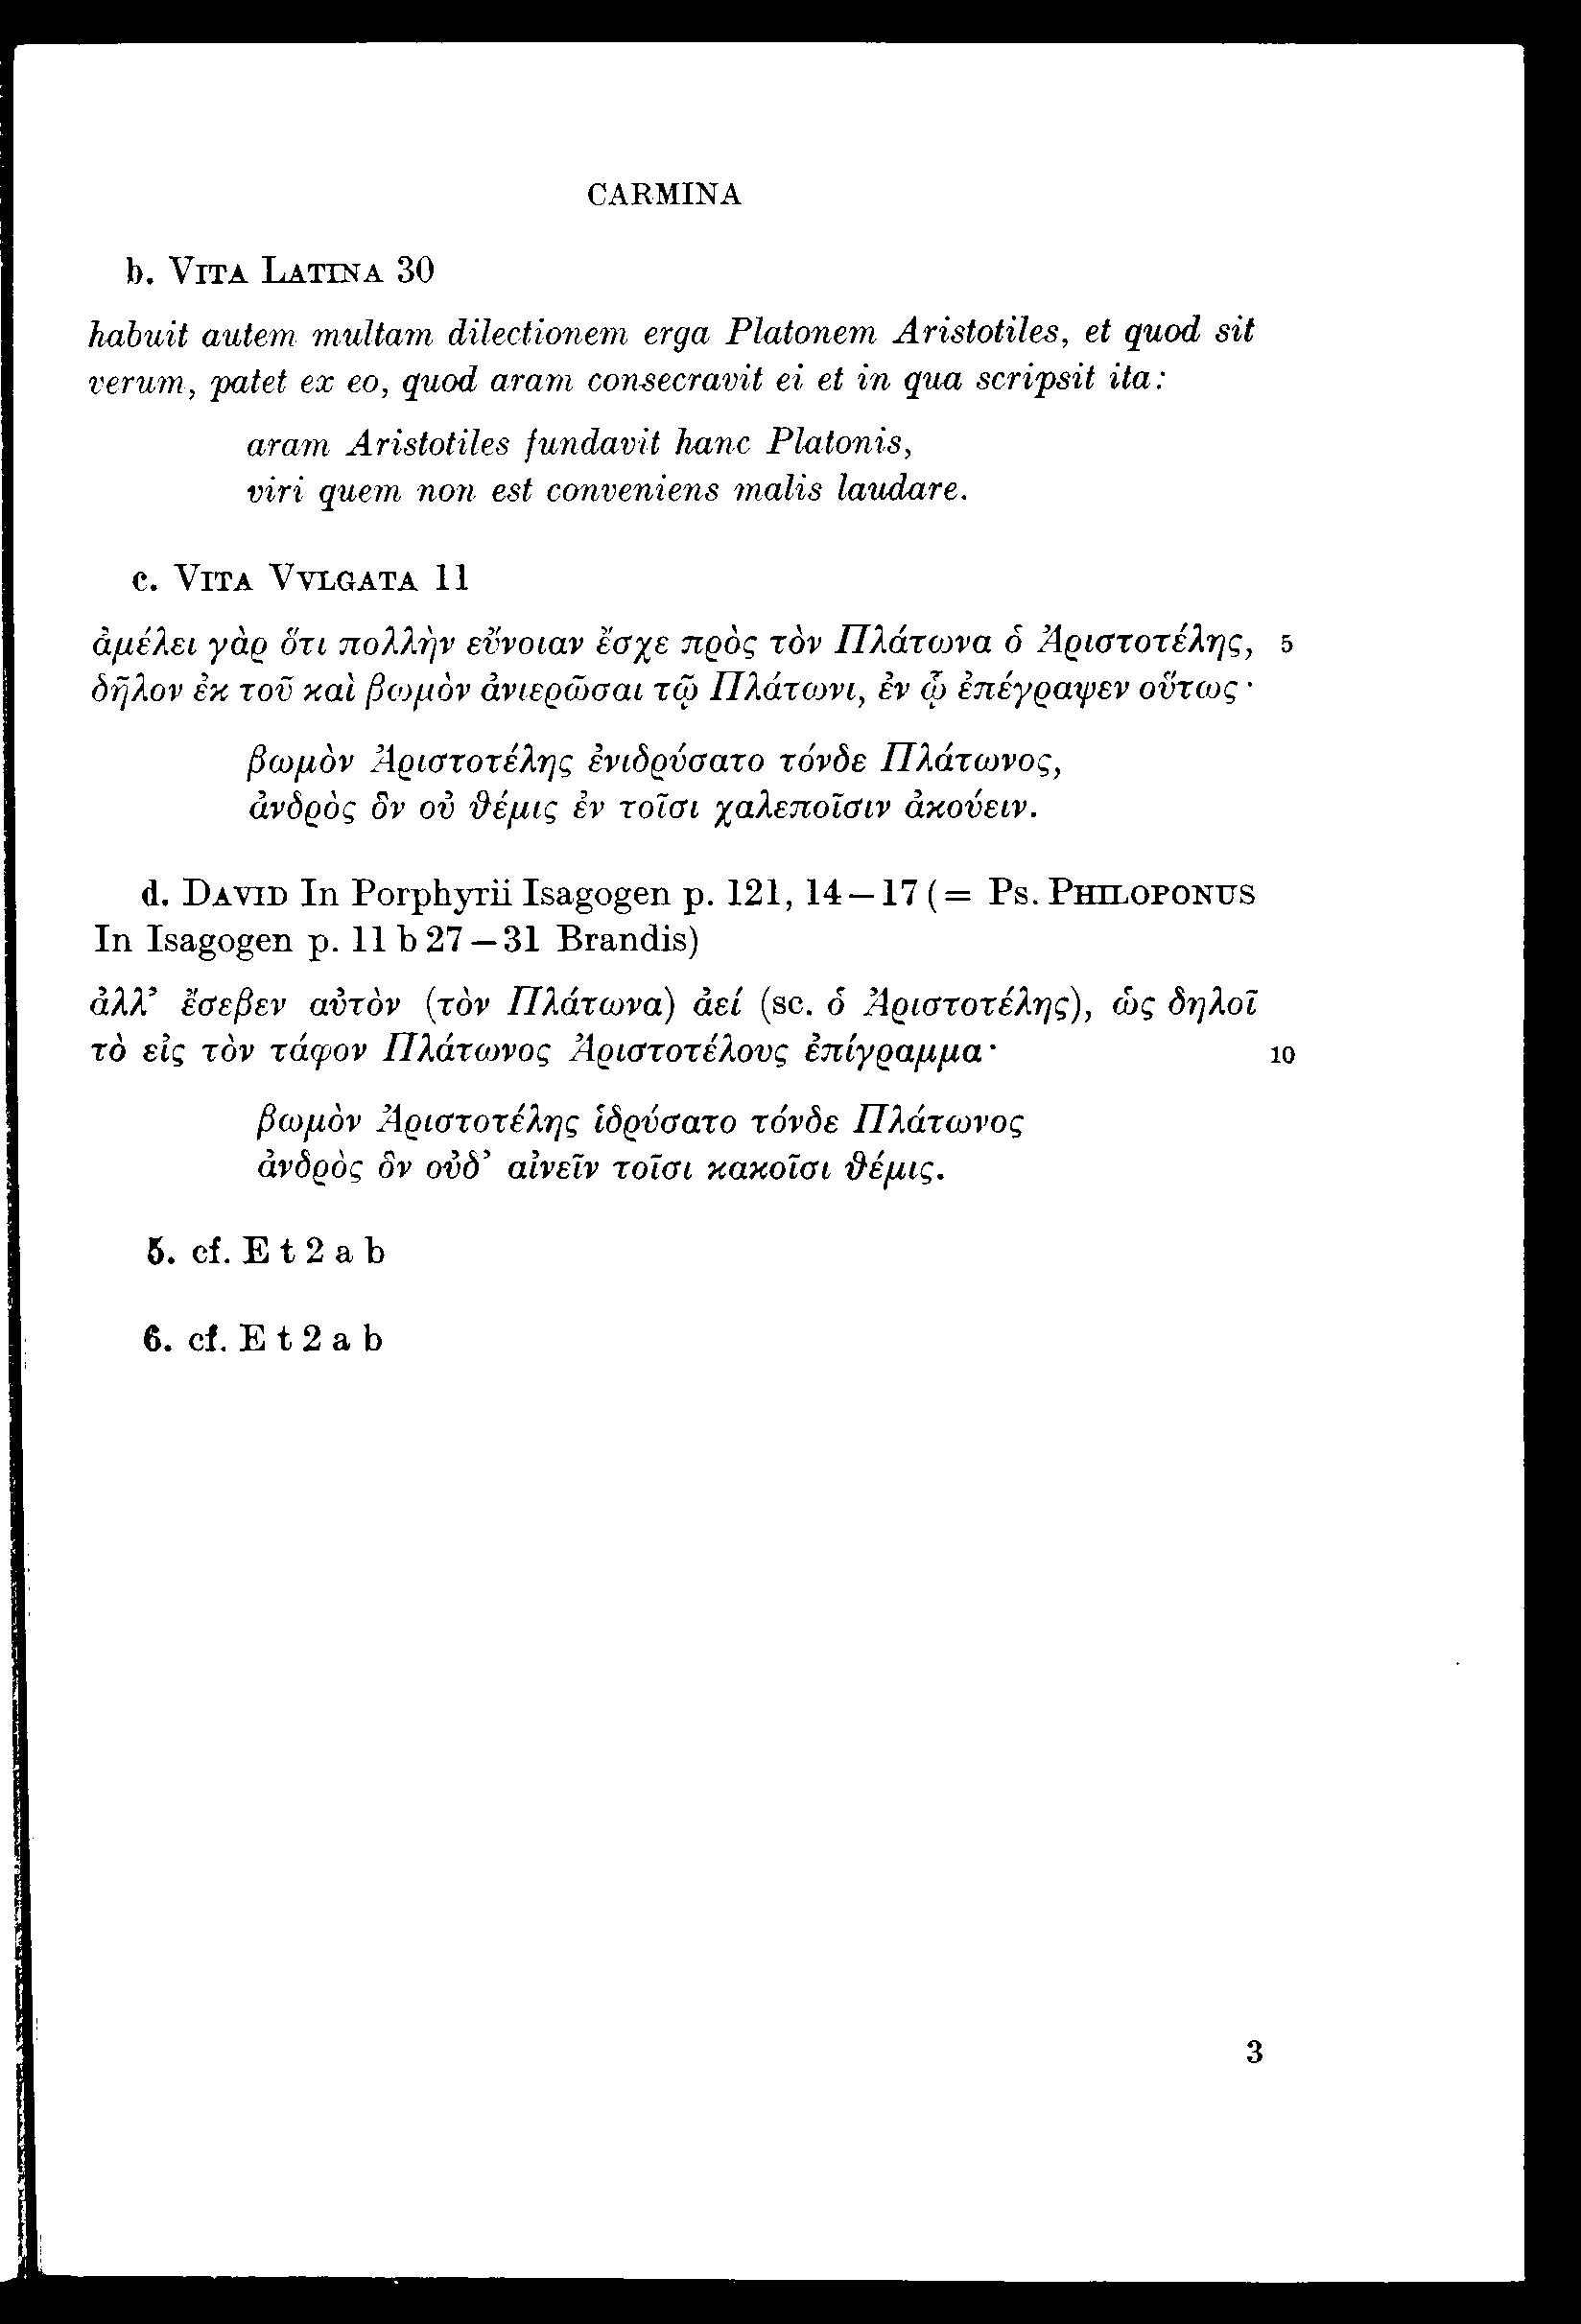 CARMINA
b. VITA LATINA 30
habuit autem multam dilectionem erga Platonem Aristotiles, et quod sit
verum, patet ex eo, quod aram consecravit ei et in qua scripsit ita:
aram Aristotiles fundavit hanc Platonis,
viri quem non est conveniens malis laudare.
c. VITA VVLGATA 11
ἀμέλει γὰρ ὅτι πολλὴν εὔνοιαν ἔσχε πρὸς τὸν Πλάτωνα ὁ Ἀριστοτέλης, 5
δῆλον ἐκ τοῦ καὶ βωμὸν ἀνιερῶσαι τῷ Πλάτωνι, ἐν ᾧ ἐπέγραψεν οὕτως·
βωμὸν Ἀριστοτέλης ἐνιδρύσατο τόνδε Πλάτωνος,
ἀνδρὸς ὃν οὐ θέμις ἐν τοῖσι χαλεποῖσιν ἀκούειν.
d. DAVID In Porphyrii Isagogen p. 121, 14–17 (= Ps. PHILOPONUS
In Isagogen p. 11 b 27–31 Brandis)
ἀλλ’ ἔσεβεν αὐτὸν (τὸν Πλάτωνα) ἀεί (sc. ὁ Ἀριστοτέλης), ὡς δηλοῖ
τὸ εἰς τὸν τάφον Πλάτωνος Ἀριστοτέλους ἐπίγραμμα· 10
βωμὸν Ἀριστοτέλης ἱδρύσατο τόνδε Πλάτωνος
ἀνδρὸς ὃν οὐδ’ αἰνεῖν τοῖσι κακοῖσι θέμις.
5. cf. E t 2 a b
6. cf. E t 2 a b
3